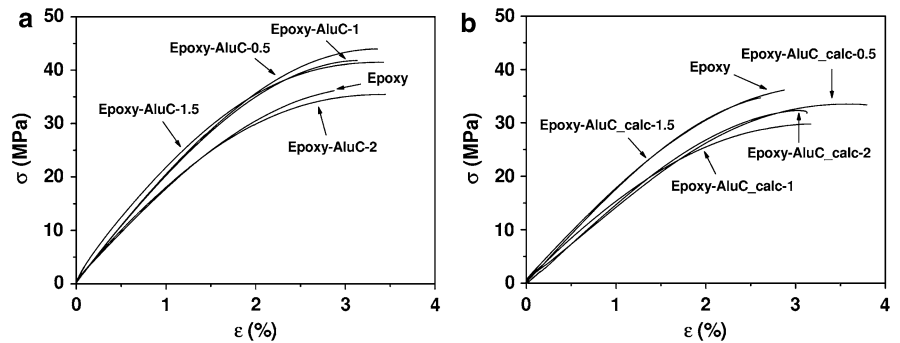 a
σ (MPa)
50
40
30
20
10
0
Epoxy-AluC-1
Epoxy-AluC-0.5
Epoxy
Epoxy-AluC-1.5
Epoxy-AluC-2
0 1 2 3 4
ε (%)
b
σ (MPa)
50
40
30
20
10
0
Epoxy-AluC_calc-0.5
Epoxy
Epoxy-AluC_calc-1.5
Epoxy-AluC_calc-2
Epoxy-AluC_calc-1
0 1 2 3 4
ε (%)